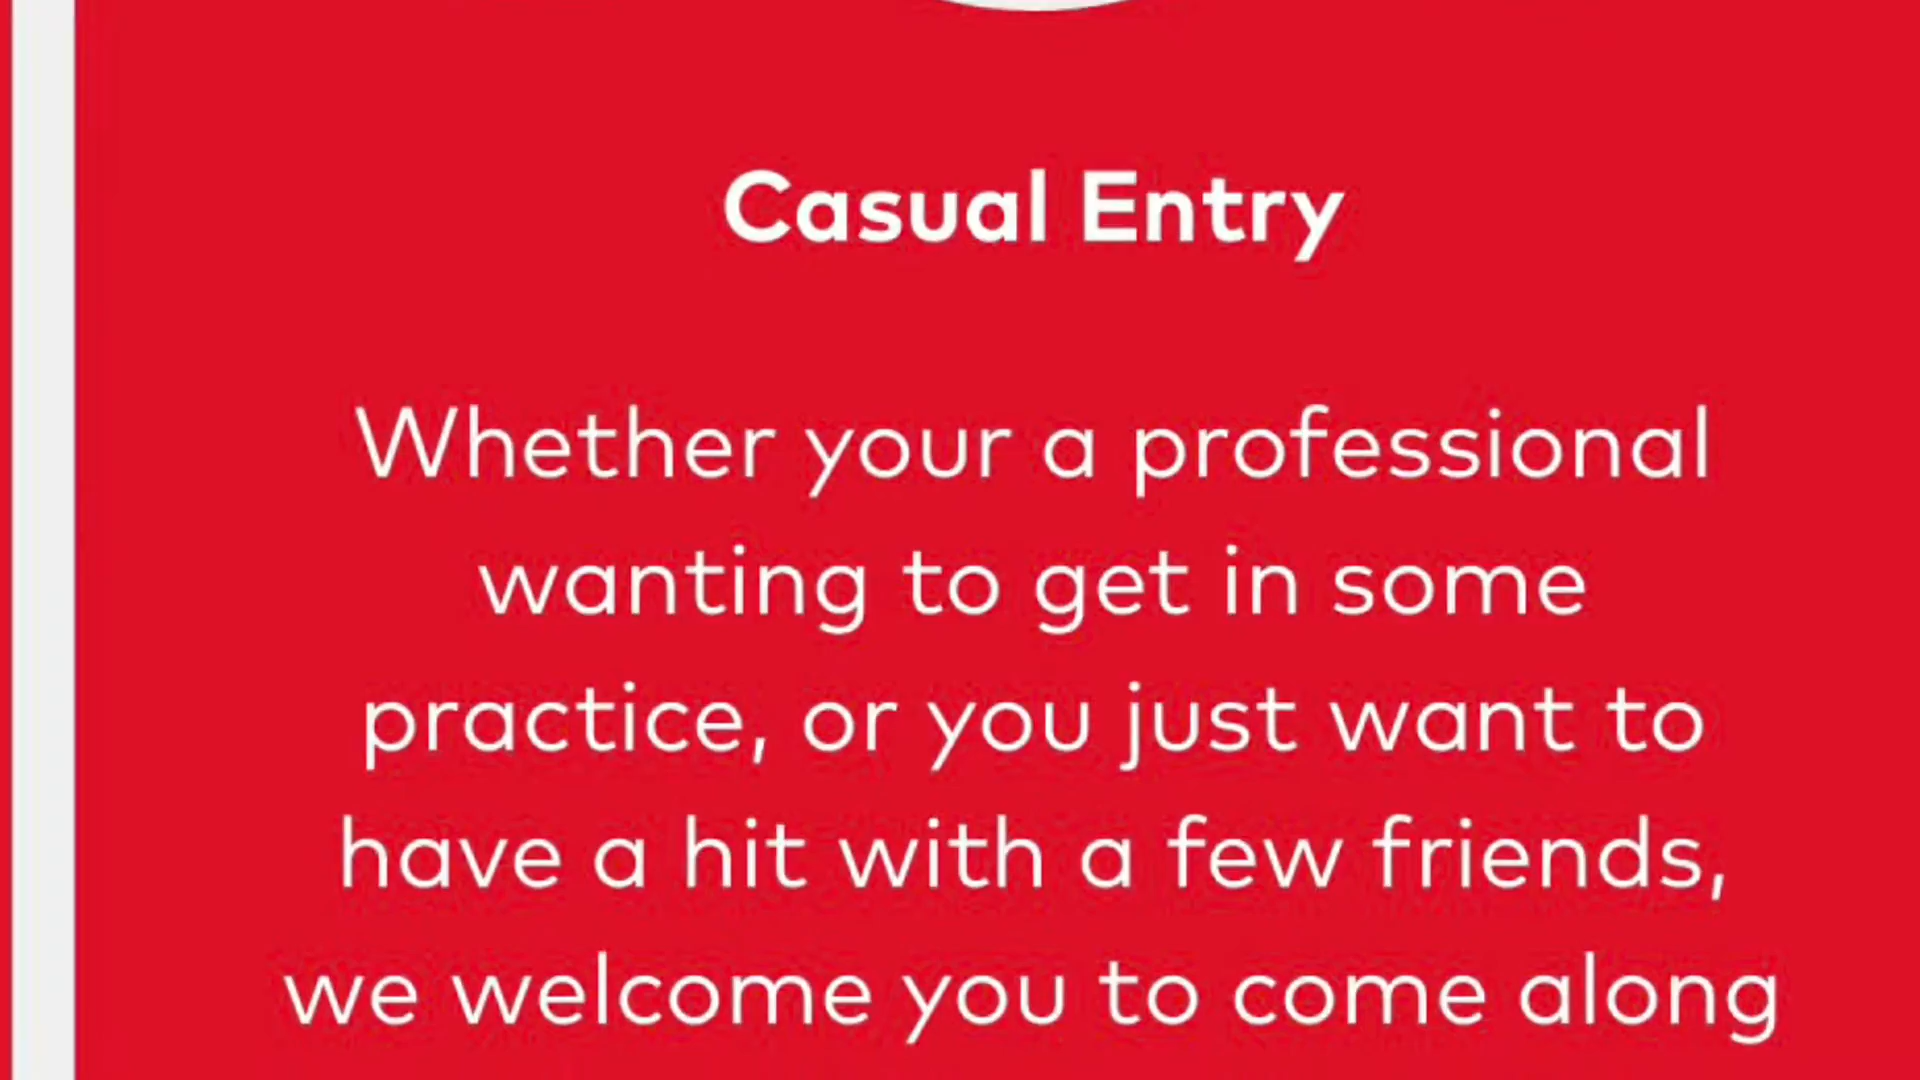 Casual Entry
Whether your a professional
wanting to get in some
practice, or you just want to
have a hit with a few friends,
we welcome you to come along